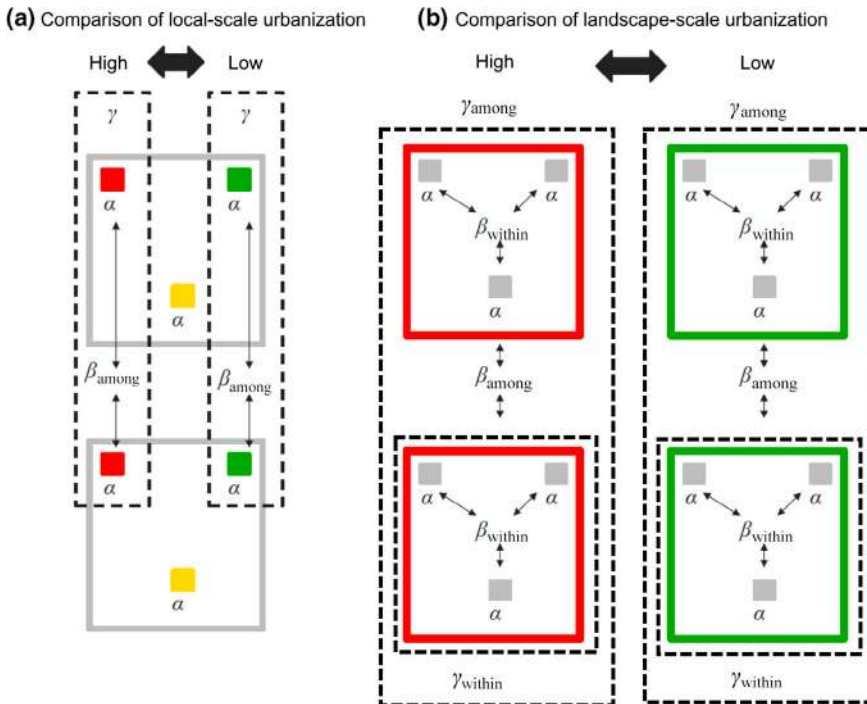 (a) Comparison of local-scale urbanization
High Low
γ γ
α α
α
βamong βamong
α α
α
(b) Comparison of landscape-scale urbanization
High Low
γamong γamong
α α α α
βwithin βwithin
α α
βamong βamong
α α α α
βwithin βwithin
α α
γwithin γwithin